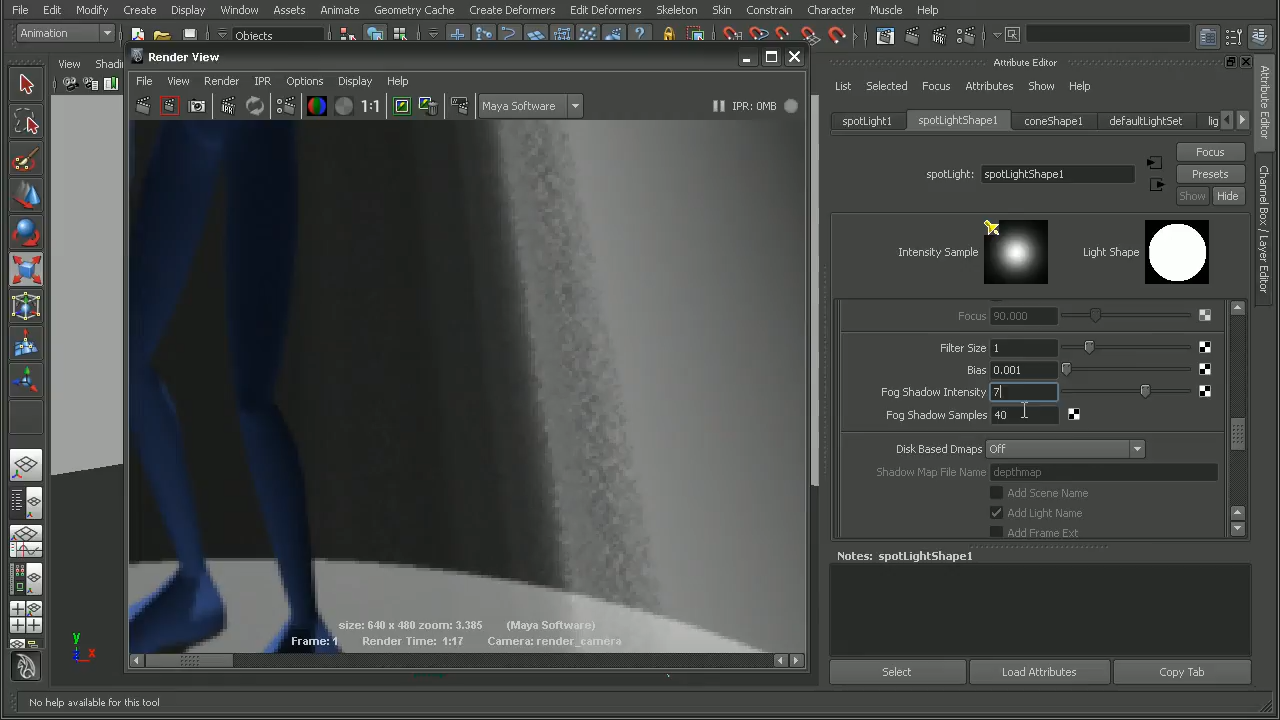 File Edit Modify Create Display Window Assets Animate Geometry Cache Create Deformers Edit Deformers Skeleton Skin Constrain Character Muscle Help
Animation
Objects
View
Render View
Attribute Editor
File View Render IPR Options Display Help
List Selected Focus Attributes Show Help
1:1
Maya Software
IPR: 0MB
spotLight1 spotLightShape1 coneShape1 defaultLightSet lig
Focus
spotLight: spotLightShape1
Presets
Show Hide
Intensity Sample
Light Shape
Focus 90.000
Filter Size 1
Bias 0.001
Fog Shadow Intensity 7
Fog Shadow Samples 40
Disk Based Dmaps Off
Shadow Map File Name depthmap
Add Scene Name
Add Light Name
Add Frame Ext
Attribute Editor
Channel Box / Layer Editor
Notes: spotLightShape1
size: 640 x 480 zoom: 3.385 (Maya Software)
Frame: 1 Render Time: 1:17 Camera: render_camera
y
z x
Select Load Attributes Copy Tab
No help available for this tool